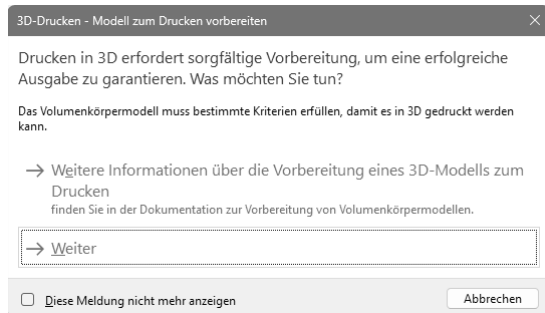 3D-Drucken - Modell zum Drucken vorbereiten
Drucken in 3D erfordert sorgfältige Vorbereitung, um eine erfolgreiche
Ausgabe zu garantieren. Was möchten Sie tun?
Das Volumenkörpermodell muss bestimmte Kriterien erfüllen, damit es in 3D gedruckt werden
kann.
Weitere Informationen über die Vorbereitung eines 3D-Modells zum
Drucken
finden Sie in der Dokumentation zur Vorbereitung von Volumenkörpermodellen.
Weiter
Diese Meldung nicht mehr anzeigen
Abbrechen